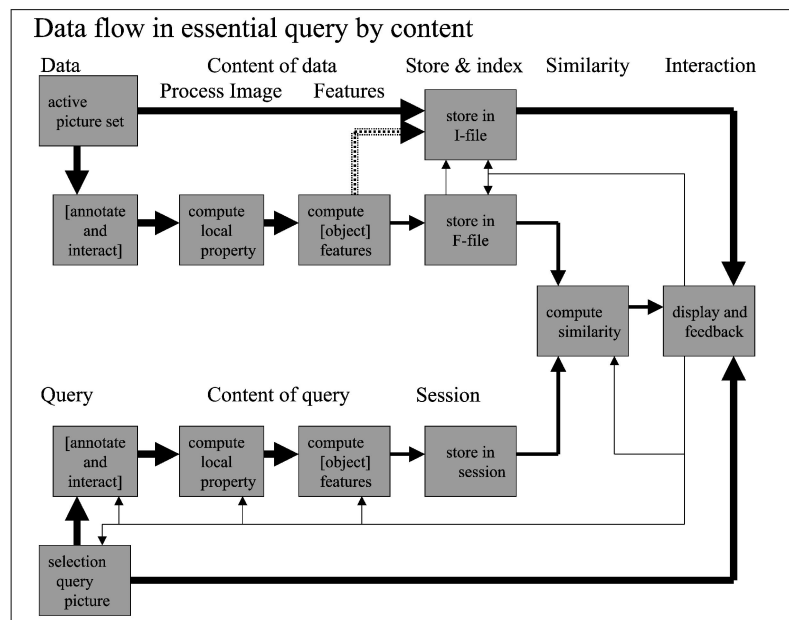 Data flow in essential query by content
Data
Content of data
Store & index
Similarity
Interaction
Process Image
Features
active
picture set
store in
I-file
[annotate
and
interact]
compute
local
property
compute
[object]
features
store in
F-file
compute
similarity
display and
feedback
Query
Content of query
Session
[annotate
and
interact]
compute
local
property
compute
[object]
features
store in
session
selection
query
picture